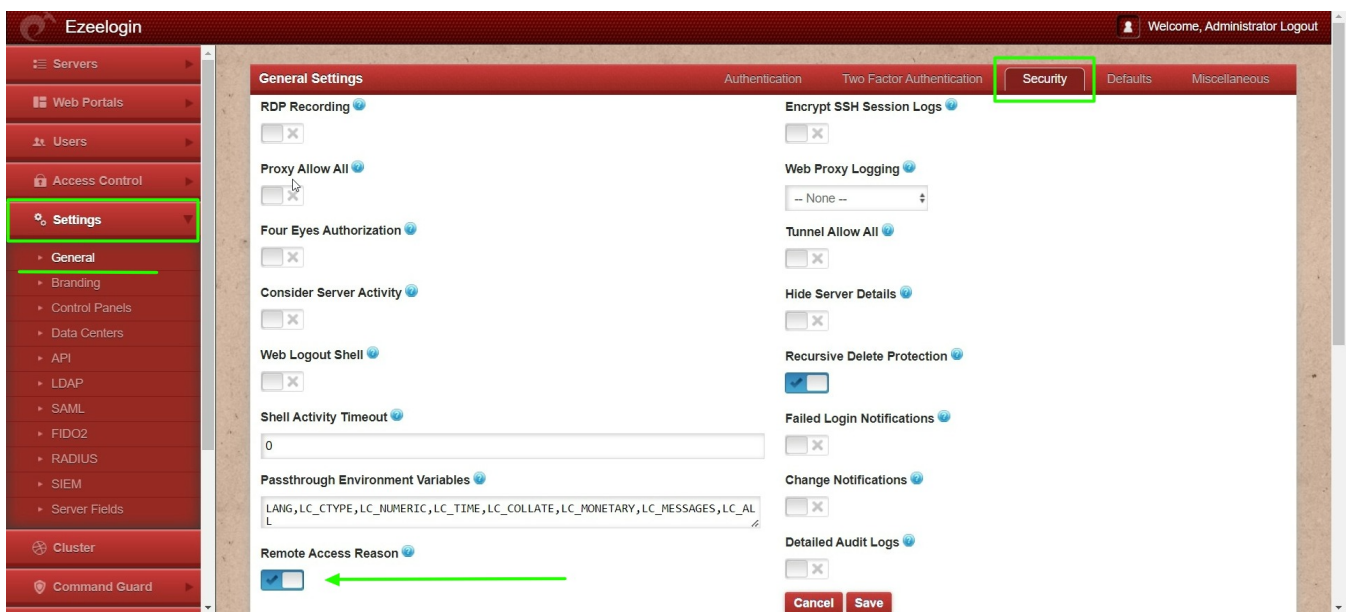 Ezeelogin
Welcome, Administrator Logout
Servers
Web Portals
Users
Access Control
Settings
General
Branding
Control Panels
Data Centers
API
LDAP
SAML
FIDO2
RADIUS
SIEM
Server Fields
Cluster
Command Guard
General Settings
Authentication
Two Factor Authentication
Security
Defaults
Miscellaneous
RDP Recording
Proxy Allow All
Four Eyes Authorization
Consider Server Activity
Web Logout Shell
Shell Activity Timeout
0
Passthrough Environment Variables
LANG,LC_CTYPE,LC_NUMERIC,LC_TIME,LC_COLLATE,LC_MONETARY,LC_MESSAGES,LC_AL
L
Remote Access Reason
Encrypt SSH Session Logs
Web Proxy Logging
-- None --
Tunnel Allow All
Hide Server Details
Recursive Delete Protection
Failed Login Notifications
Change Notifications
Detailed Audit Logs
Cancel
Save